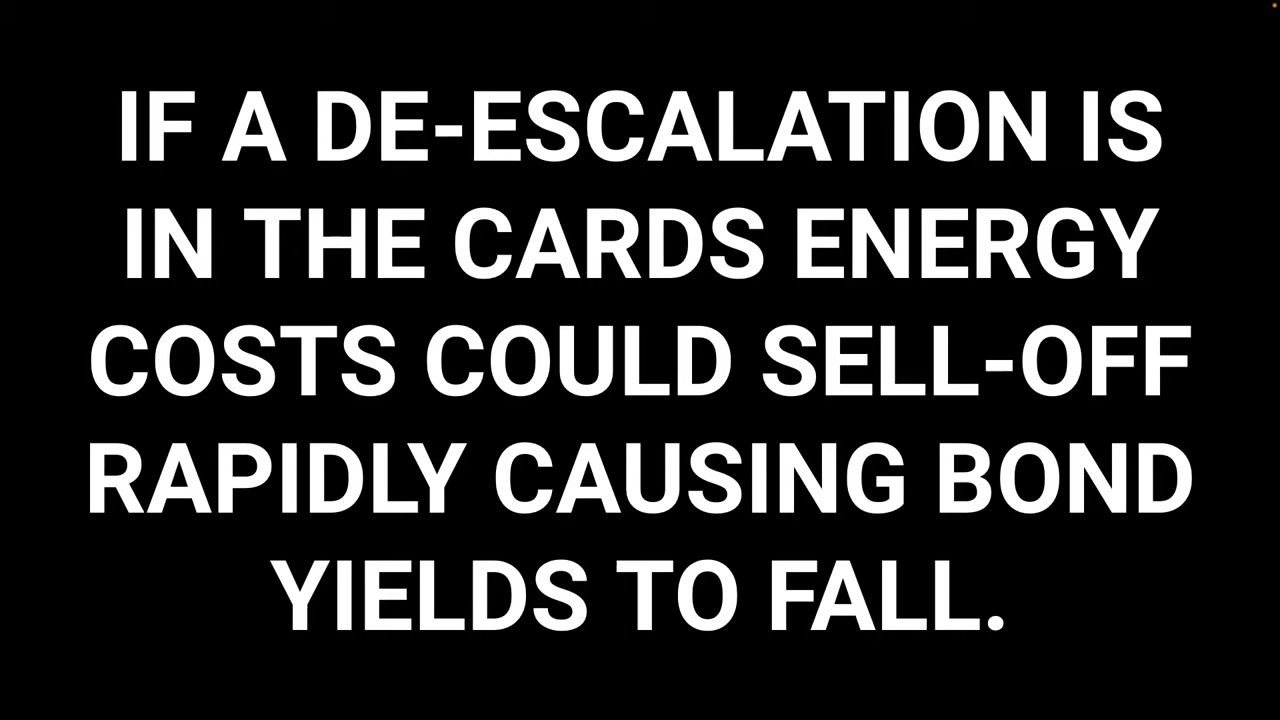 IF A DE-ESCALATION IS
IN THE CARDS ENERGY
COSTS COULD SELL-OFF
RAPIDLY CAUSING BOND
YIELDS TO FALL.